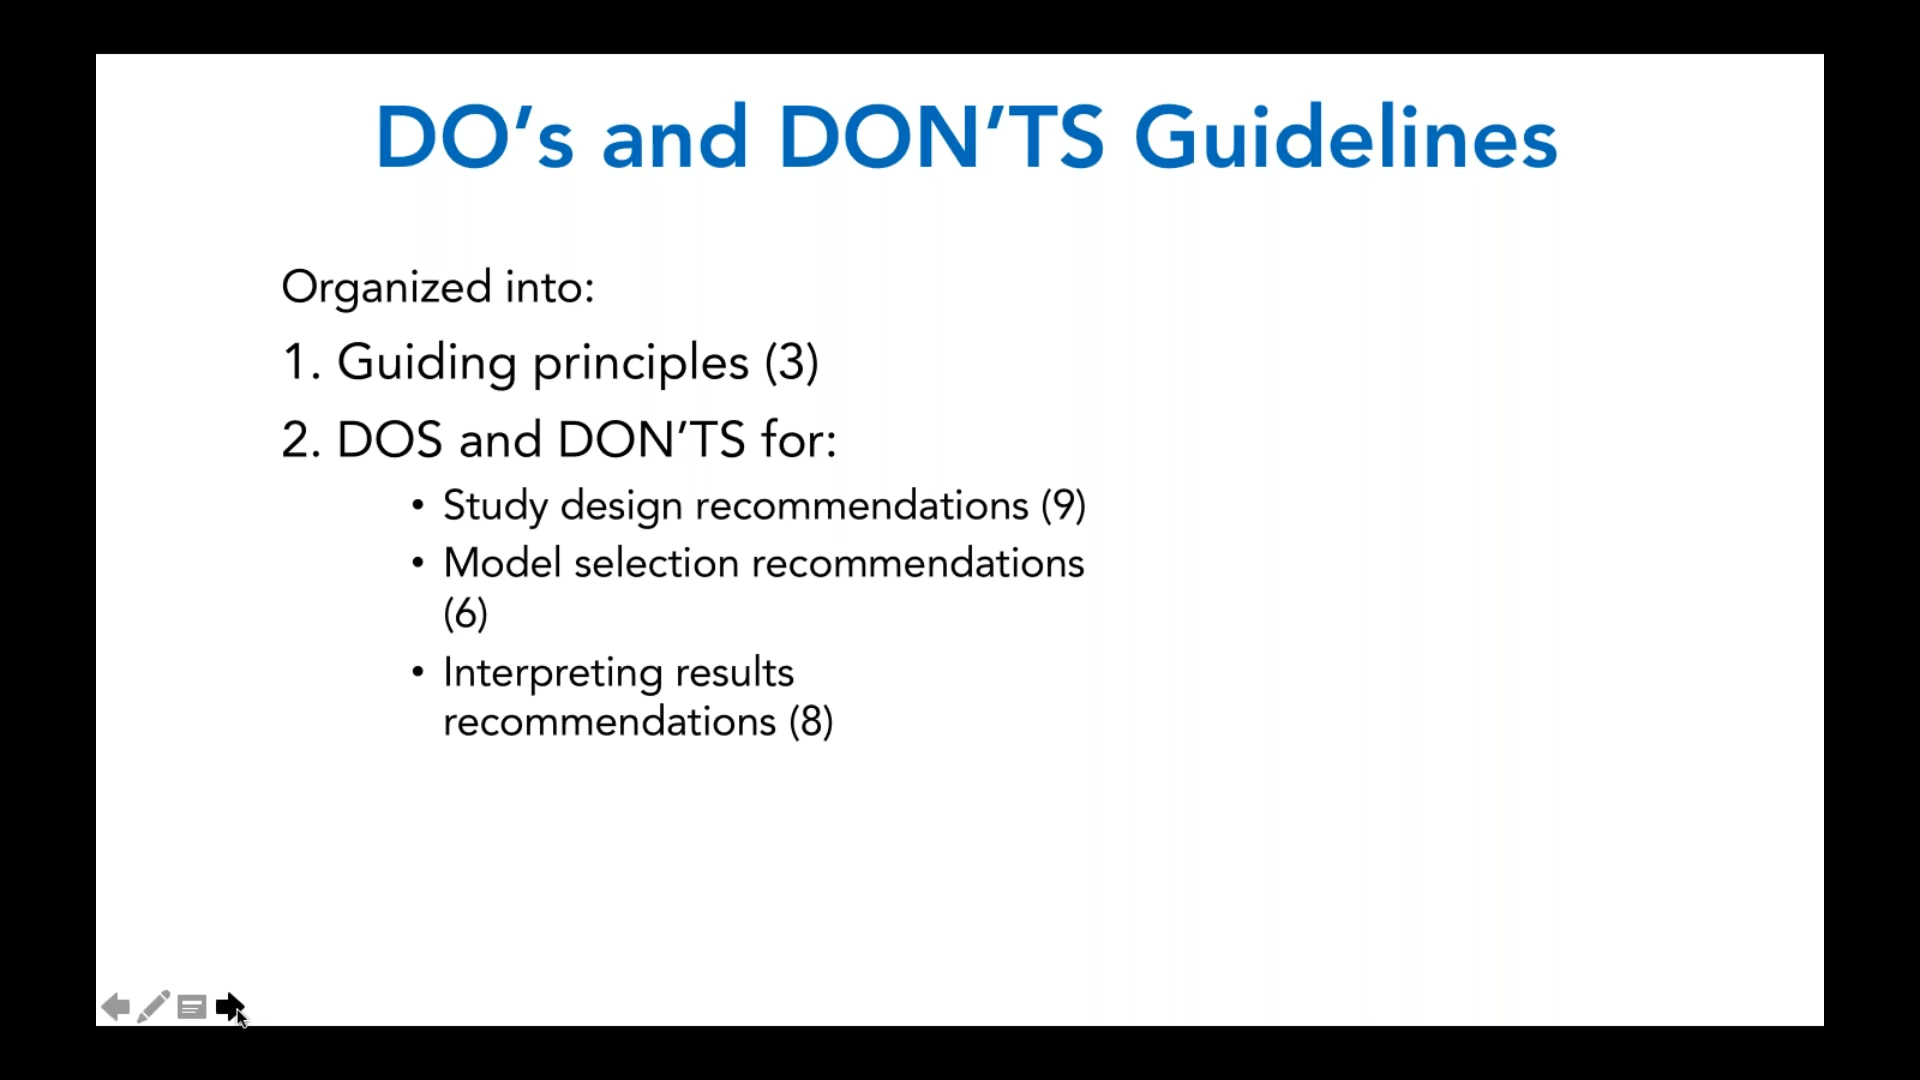 DO’s and DON’TS Guidelines
Organized into:
1. Guiding principles (3)
2. DOS and DON’TS for:
• Study design recommendations (9)
• Model selection recommendations
(6)
• Interpreting results
recommendations (8)